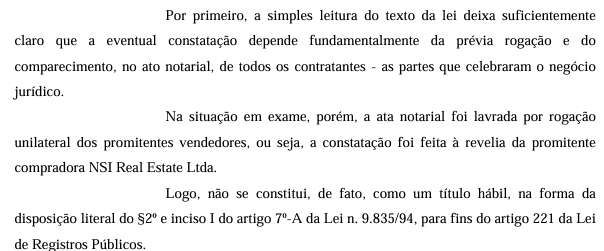 Por primeiro, a simples leitura do texto da lei deixa suficientemente
claro que a eventual constatação depende fundamentalmente da prévia rogação e do
comparecimento, no ato notarial, de todos os contratantes - as partes que celebraram o negócio
jurídico.
Na situação em exame, porém, a ata notarial foi lavrada por rogação
unilateral dos promitentes vendedores, ou seja, a constatação foi feita à revelia da promitente
compradora NSI Real Estate Ltda.
Logo, não se constitui, de fato, como um título hábil, na forma da
disposição literal do §2º e inciso I do artigo 7º-A da Lei n. 9.835/94, para fins do artigo 221 da Lei
de Registros Públicos.